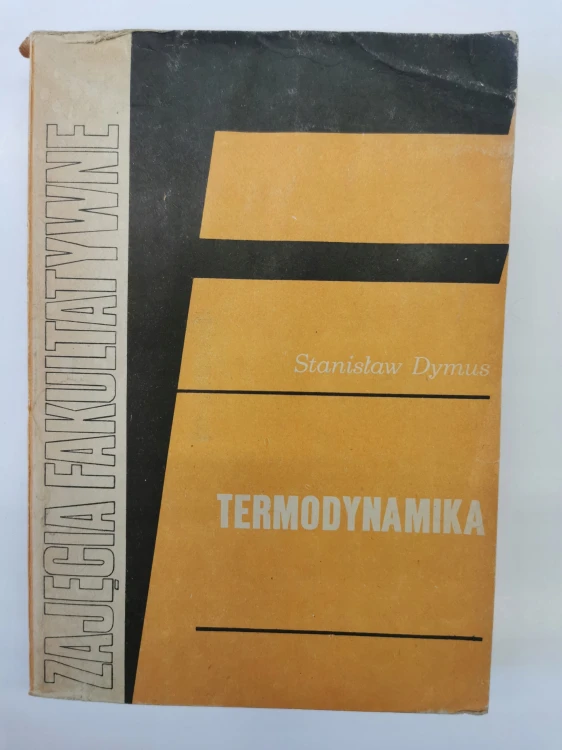 ZAJĘCIA FAKULTATYWNE
Stanisław Dymus
TERMODYNAMIKA